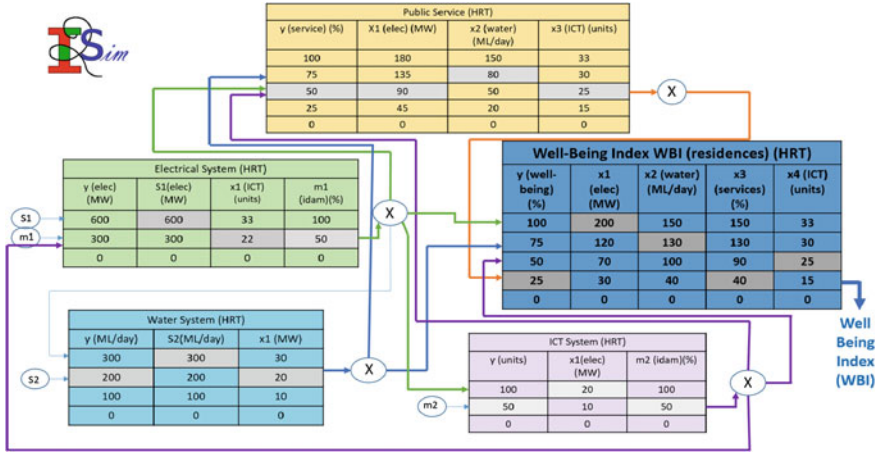 ISim
Public Service (HRT)
y (service) (%) X1 (elec) (MW) x2 (water) (ML/day) x3 (ICT) (units)
100 180 150 33
75 135 80 30
50 90 50 25
25 45 20 15
0 0 0 0
X
Electrical System (HRT)
y (elec) (MW) S1(elec) (MW) x1 (ICT) (units) m1 (idam)(%)
600 600 33 100
300 300 22 50
0 0 0 0
S1
m1
X
Well-Being Index WBI (residences) (HRT)
y (well-being) (%) x1 (elec) (MW) x2 (water) ML/day) x3 (services) (%) x4 (ICT) (units)
100 200 150 150 33
75 120 130 130 30
50 70 100 90 25
25 30 40 40 15
0 0 0 0 0
Well
Being
Index
(WBI)
Water System (HRT)
y (ML/day) S2(ML/day) x1 (MW)
300 300 30
200 200 20
100 100 10
0 0 0
S2
X
ICT System (HRT)
y (units) x1(elec) (MW) m2 (idam)(%)
100 20 100
50 10 50
0 0 0
m2
X